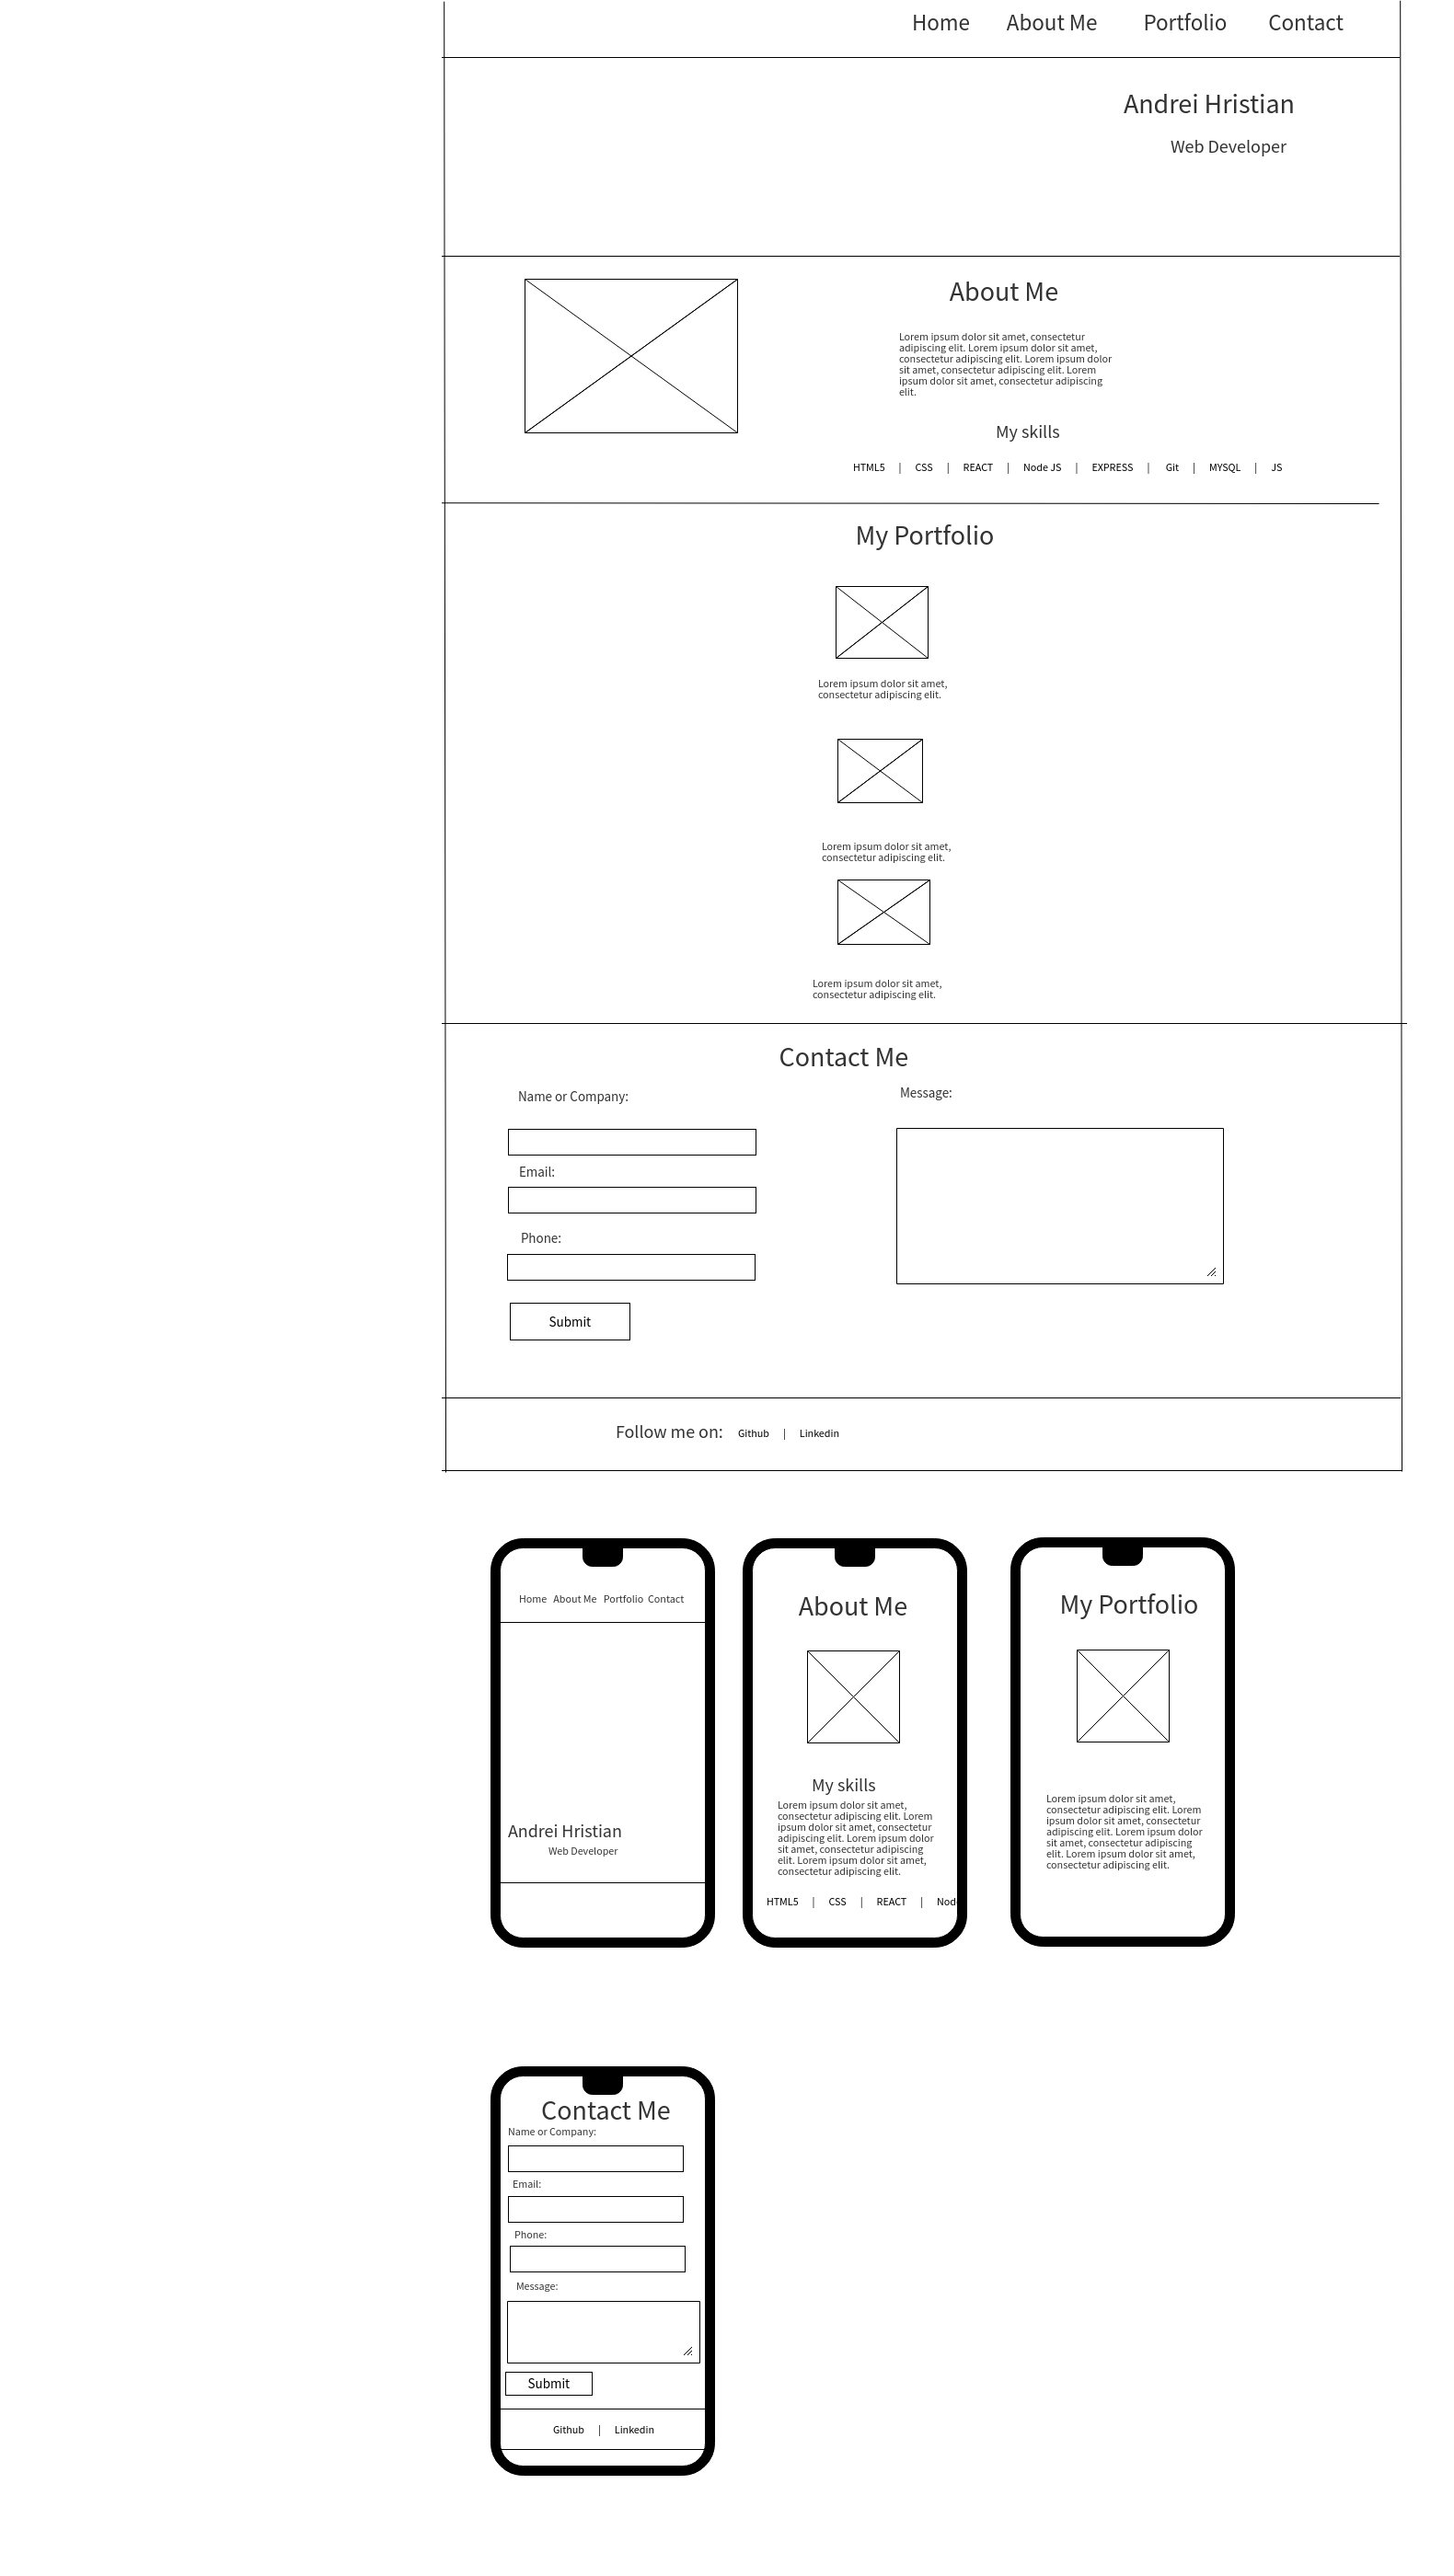 Home About Me Portfolio Contact
Andrei Hristian
Web Developer
About Me
Lorem ipsum dolor sit amet, consectetur
adipiscing elit. Lorem ipsum dolor sit amet,
consectetur adipiscing elit. Lorem ipsum dolor
sit amet, consectetur adipiscing elit. Lorem
ipsum dolor sit amet, consectetur adipiscing
elit.
My skills
HTML5 | CSS | REACT | Node JS | EXPRESS | Git | MYSQL | JS
My Portfolio
Lorem ipsum dolor sit amet,
consectetur adipiscing elit.
Lorem ipsum dolor sit amet,
consectetur adipiscing elit.
Lorem ipsum dolor sit amet,
consectetur adipiscing elit.
Contact Me
Name or Company:
Message:
Email:
Phone:
Submit
Follow me on: Github | Linkedin
Home About Me Portfolio Contact
Andrei Hristian
Web Developer
About Me
My skills
Lorem ipsum dolor sit amet,
consectetur adipiscing elit. Lorem
ipsum dolor sit amet, consectetur
adipiscing elit. Lorem ipsum dolor
sit amet, consectetur adipiscing
elit. Lorem ipsum dolor sit amet,
consectetur adipiscing elit.
HTML5 | CSS | REACT |
My Portfolio
Lorem ipsum dolor sit amet,
consectetur adipiscing elit. Lorem
ipsum dolor sit amet, consectetur
adipiscing elit. Lorem ipsum dolor
sit amet, consectetur adipiscing
elit. Lorem ipsum dolor sit amet,
consectetur adipiscing elit.
Contact Me
Name or Company:
Email:
Phone:
Message:
Submit
Github | Linkedin